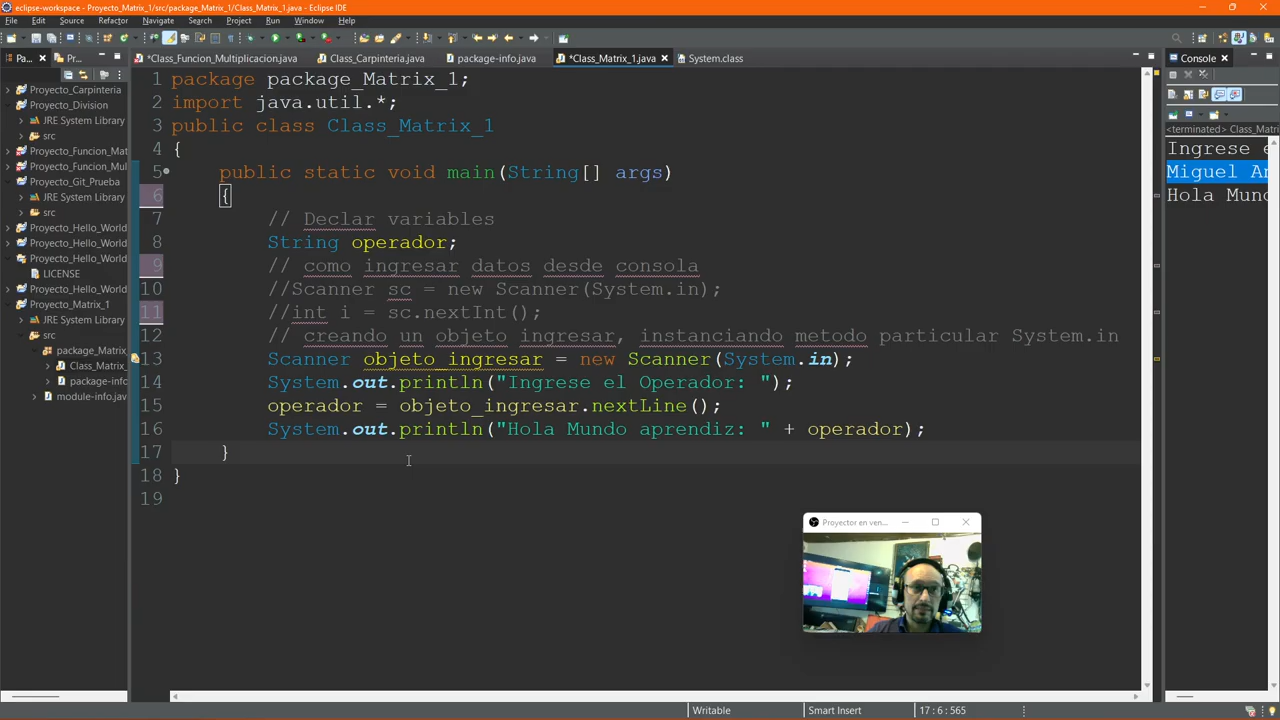 eclipse-workspace - Proyecto_Matrix_1/src/package_Matrix_1/Class_Matrix_1.java - Eclipse IDE
File Edit Source Refactor Navigate Search Project Run Window Help
Pa... Pr...
*Class_Funcion_Multiplicacion.java Class_Carpinteria.java package-info.java *Class_Matrix_1.java System.class
Console
Proyecto_Carpinteria
Proyecto_Division
JRE System Library
src
Proyecto_Funcion_Mat
Proyecto_Funcion_Mu
Proyecto_Git_Prueba
JRE System Library
src
Proyecto_Hello_World
Proyecto_Hello_World
Proyecto_Hello_World
LICENSE
Proyecto_Hello_World
Proyecto_Matrix_1
JRE System Library
src
package_Matrix
Class_Matrix_
package-info
module-info.jav
1 package package_Matrix_1;
2 import java.util.*;
3 public class Class_Matrix_1
4 {
5 public static void main(String[] args)
6 {
7 // Declar variables
8 String operador;
9 // como ingresar datos desde consola
10 //Scanner sc = new Scanner(System.in);
11 //int i = sc.nextInt();
12 // creando un objeto ingresar, instanciando metodo particular System.in
13 Scanner objeto_ingresar = new Scanner(System.in);
14 System.out.println("Ingrese el Operador: ");
15 operador = objeto_ingresar.nextLine();
16 System.out.println("Hola Mundo aprendiz: " + operador);
17 }
18 }
19
<terminated> Class_Matri
Ingrese e
Miguel An
Hola Mund
Proyector en ven...
Writable Smart Insert 17 : 6 : 565